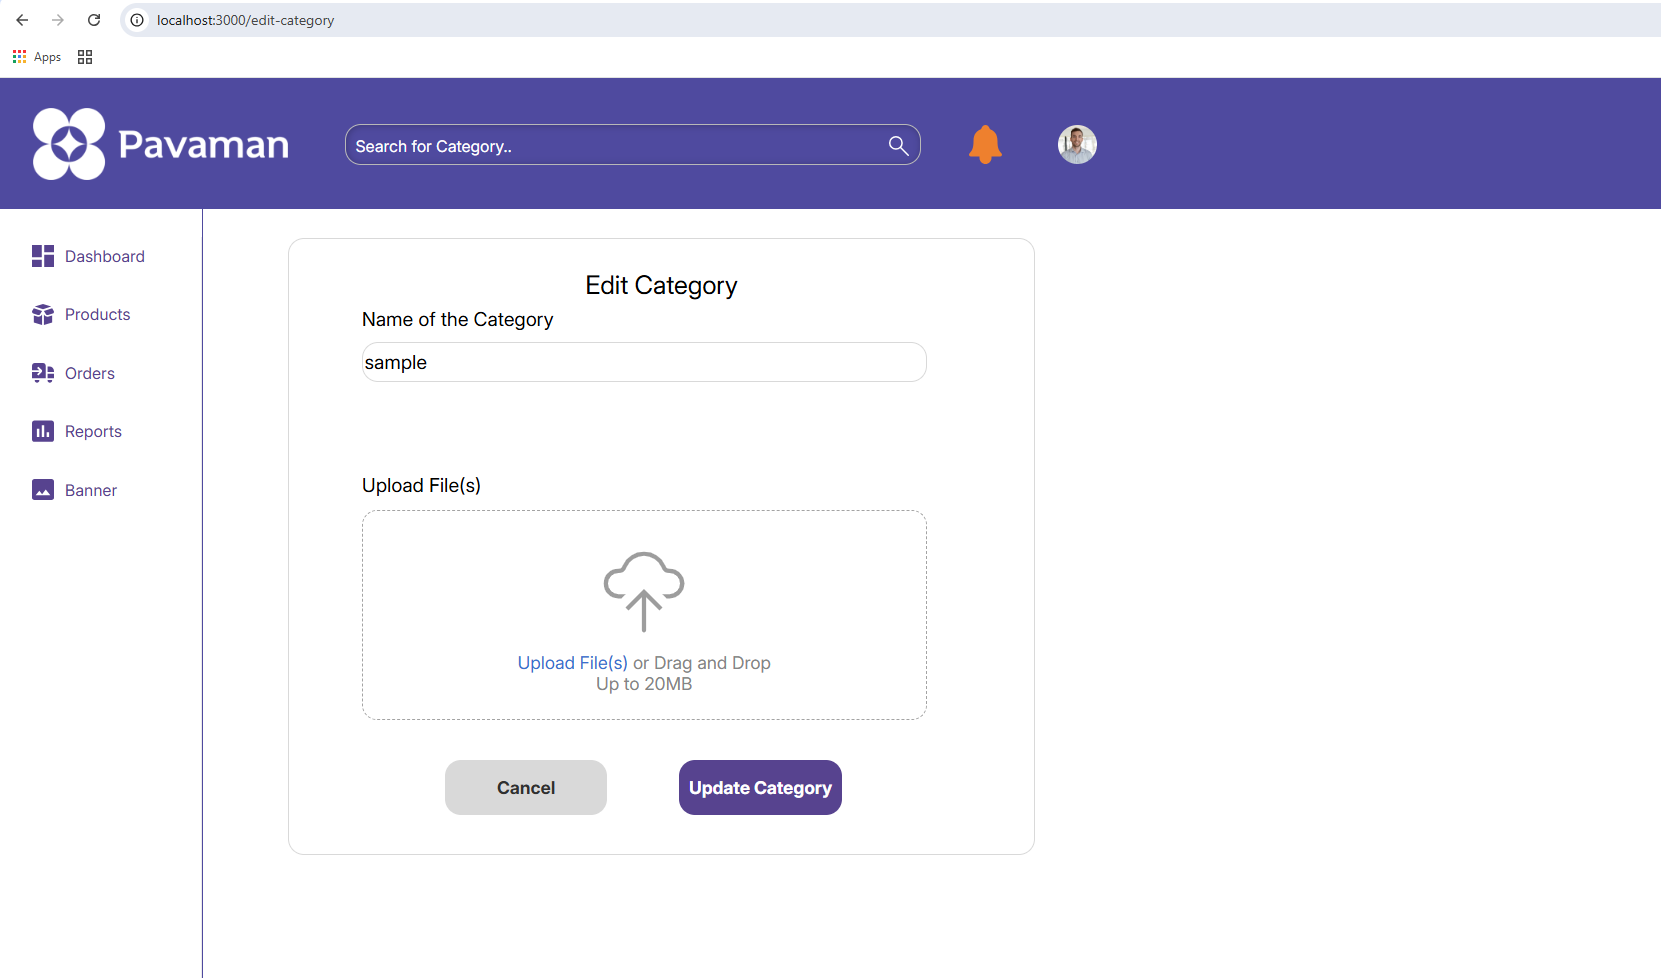 localhost:3000/edit-category
Apps
Pavaman
Search for Category..
Dashboard
Products
Orders
Reports
Banner
Edit Category
Name of the Category
sample
Upload File(s)
Upload File(s) or Drag and Drop
Up to 20MB
Cancel
Update Category